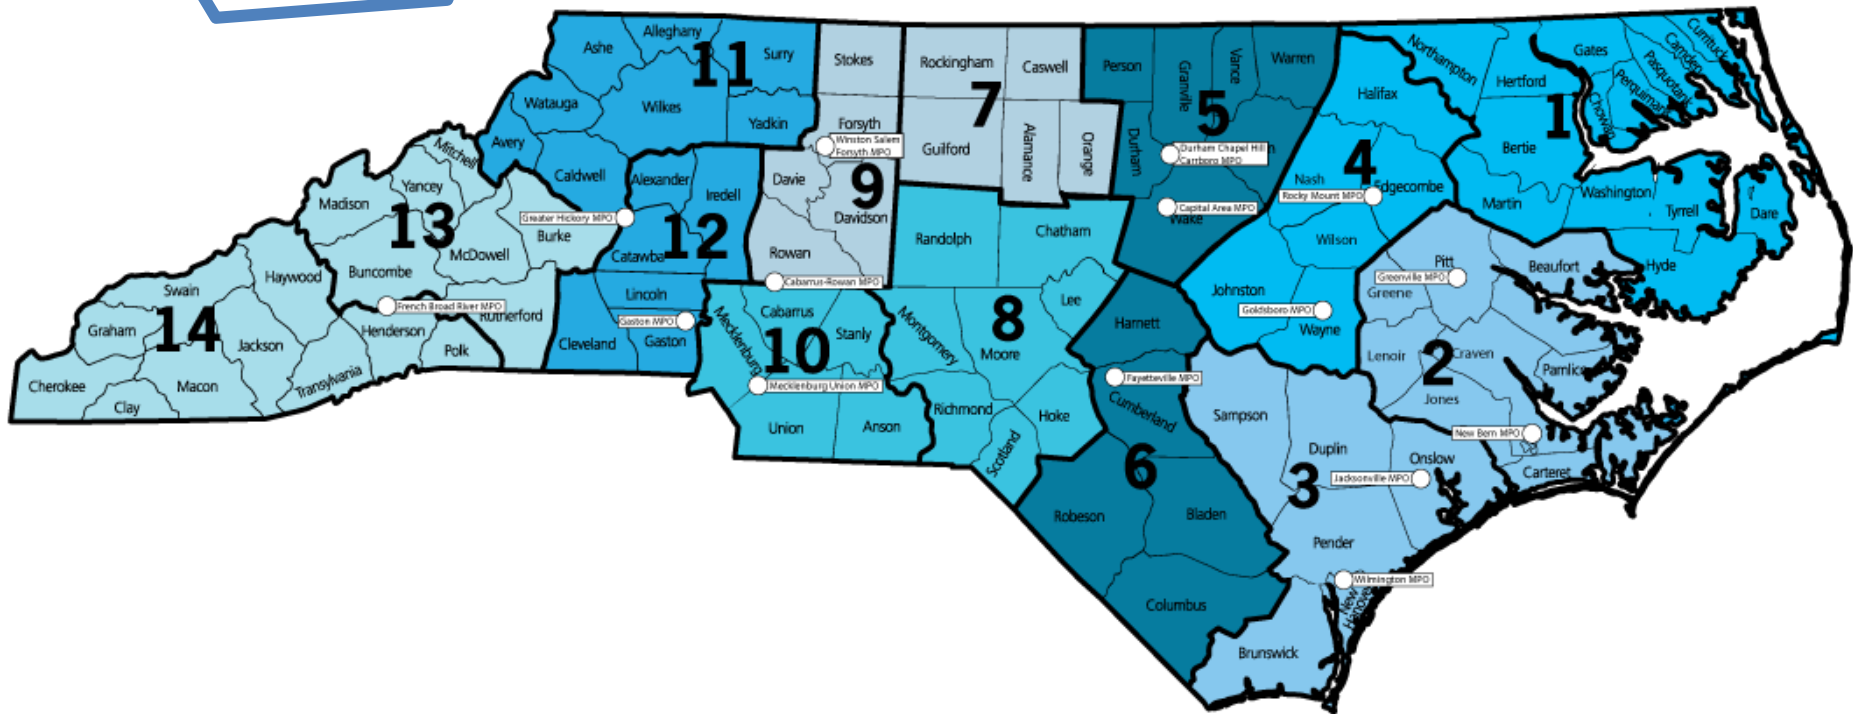 Ashe
Alleghany
11
Surry
Stokes
Rockingham
Caswell
Person
Granville
Vance
Warren
Northampton
Hertford
Gates
Currituck
Camden
Pasquotank
Perquimans
Chowan
Watauga
Wilkes
Yadkin
Forsyth
7
5
Halifax
1
Avery
Mitchell
Winston Salem
Forsyth MPO
Guilford
Alamance
Orange
Durham
Durham Chapel Hill
Carrboro MPO
4
Bertie
Caldwell
Alexander
Iredell
Davie
9
Nash
Edgecombe
Rocky Mount MPO
Martin
Washington
Tyrrell
Dare
Yancey
Madison
13
Greater Hickory MPO
Burke
McDowell
12
Catawba
Davidson
Capital Area MPO
Wake
Randolph
Chatham
Wilson
Rowan
Buncombe
Haywood
Swain
Cabarrus-Rowan MPO
Pitt
Greenville MPO
Greene
Beaufort
Hyde
Lincoln
Gaston MPO
French Broad River MPO
Rutherford
Henderson
Polk
Graham
14
Jackson
Cherokee
Clay
Macon
Transylvania
Cleveland
Gaston
Mecklenburg
Cabarrus
10
Stanly
Mecklenburg Union MPO
Union
Anson
Montgomery
8
Moore
Lee
Harnett
Johnston
Goldsboro MPO
Wayne
Lenoir
Craven
2
Jones
Pamlico
Richmond
Hoke
Scotland
Fayetteville MPO
Cumberland
Sampson
Duplin
New Bern MPO
Onslow
Carteret
Jacksonville MPO
3
6
Robeson
Bladen
Pender
Wilmington MPO
New
Hanover
Columbus
Brunswick